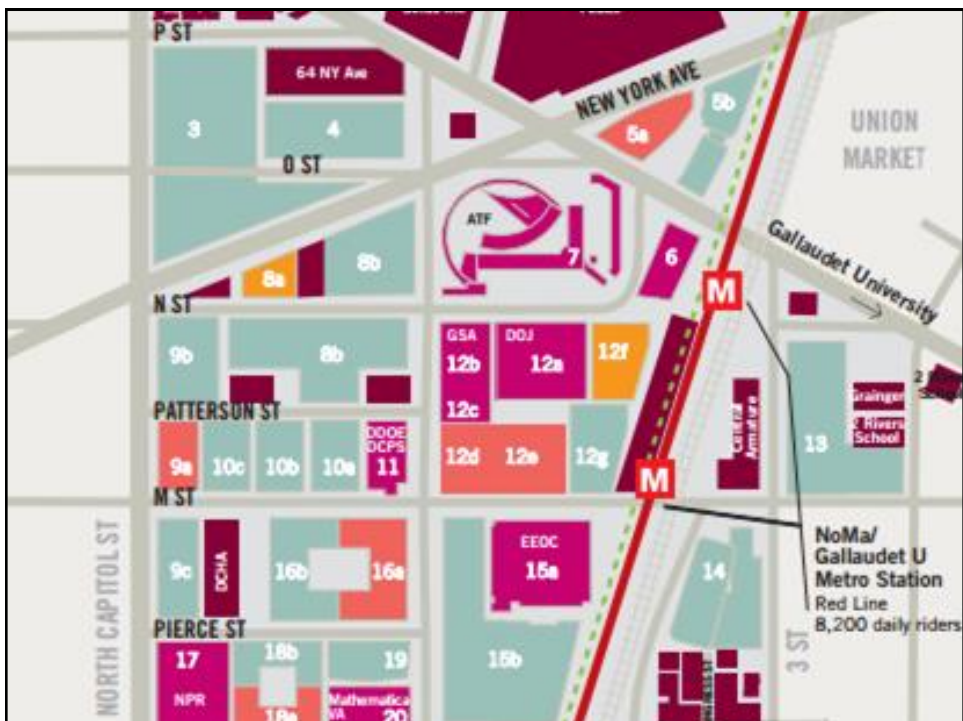 P ST
64 NY Ave
NEW YORK AVE
5b
5a
3
4
UNION
MARKET
O ST
ATF
7
6
Gallaudet University
8a
8b
M
N ST
9b
8b
GSA
DOJ
12b
12a
12f
12c
PATTERSON ST
Grainger
2 Rivers
School
13
9a
10c
10b
10a
DDOE
DCPS
11
12d
12e
12g
M
M ST
NORTH CAPITOL ST
9c
DCHA
16b
16a
EEOC
15a
14
NoMa/
Gallaudet U
Metro Station
Red Line
8,200 daily riders
PIERCE ST
3 ST
17
NPR
18b
18a
19
Mathematica
VA
20
15b